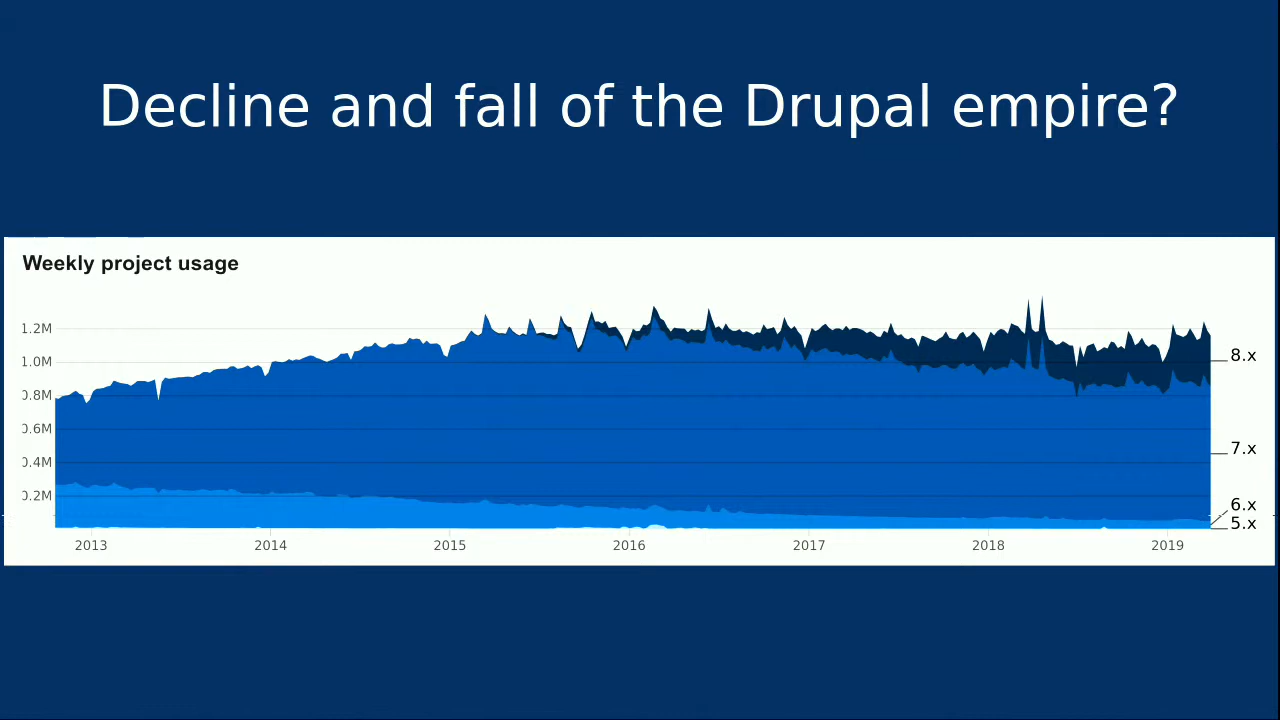 Decline and fall of the Drupal empire?
Weekly project usage
1.2M
1.0M
0.8M
0.6M
0.4M
0.2M
8.x
7.x
6.x
5.x
2013 2014 2015 2016 2017 2018 2019